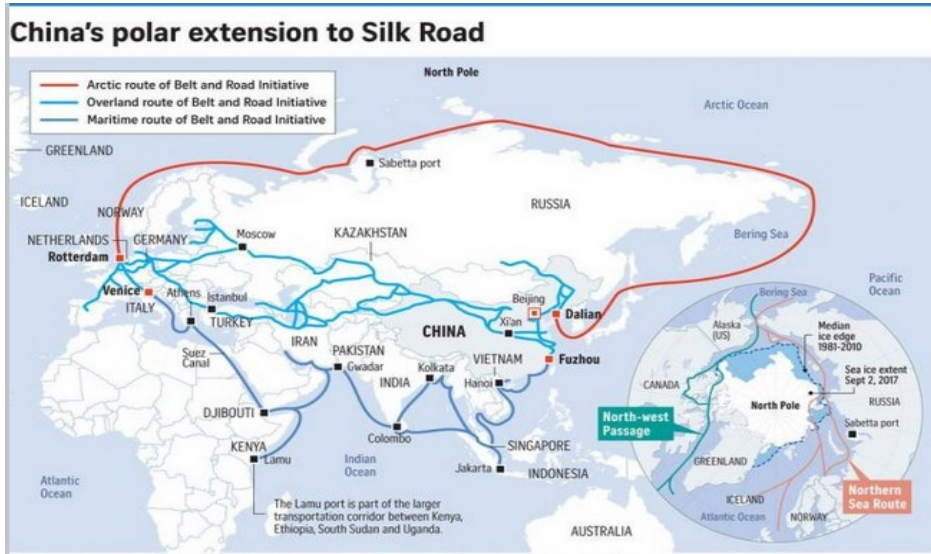 China's polar extension to Silk Road
Arctic route of Belt and Road Initiative
Overland route of Belt and Road Initiative
Maritime route of Belt and Road Initiative
North Pole
Arctic Ocean
GREENLAND
Sabetta port
ICELAND
NORWAY
RUSSIA
NETHERLANDS
GERMANY
Moscow
KAZAKHSTAN
Bering Sea
Rotterdam
Venice
Athens
Istanbul
ITALY
TURKEY
Beijing
Dalian
Pacific
Ocean
IRAN
CHINA
Xi'an
Suez
Canal
PAKISTAN
Gwadar
Kolkata
VIETNAM
Hanoi
Fuzhou
INDIA
DJIBOUTI
KENYA
Lamu
Colombo
SINGAPORE
Jakarta
INDONESIA
Indian
Ocean
Atlantic
Ocean
The Lamu port is part of the larger
transportation corridor between Kenya,
Ethiopia, South Sudan and Uganda.
AUSTRALIA
Bering Sea
Alaska
(US)
Median
ice edge
1981-2010
Sea ice extent
Sept 2, 2017
CANADA
North Pole
RUSSIA
North-west
Passage
Sabetta port
GREENLAND
ICELAND
Northern
Sea Route
Atlantic Ocean
NORWAY